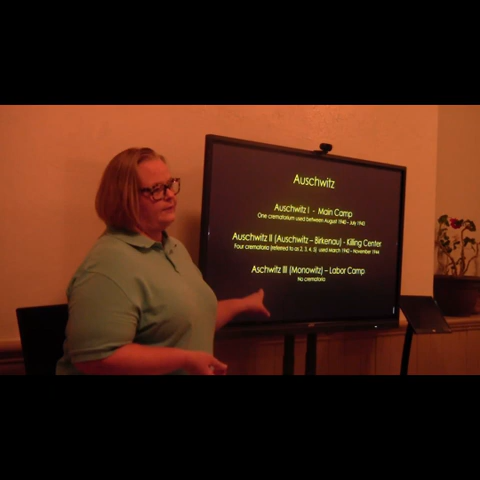 Auschwitz
Auschwitz I - Main Camp
One crematorium used between August 1940 - July 1943
Auschwitz II (Auschwitz - Birkenau) - Killing Center
Four crematoria (referred to as 2, 3, 4, 5) used March 1943 - November 1944
Aschwitz III (Monowitz) - Labor Camp
No crematoria